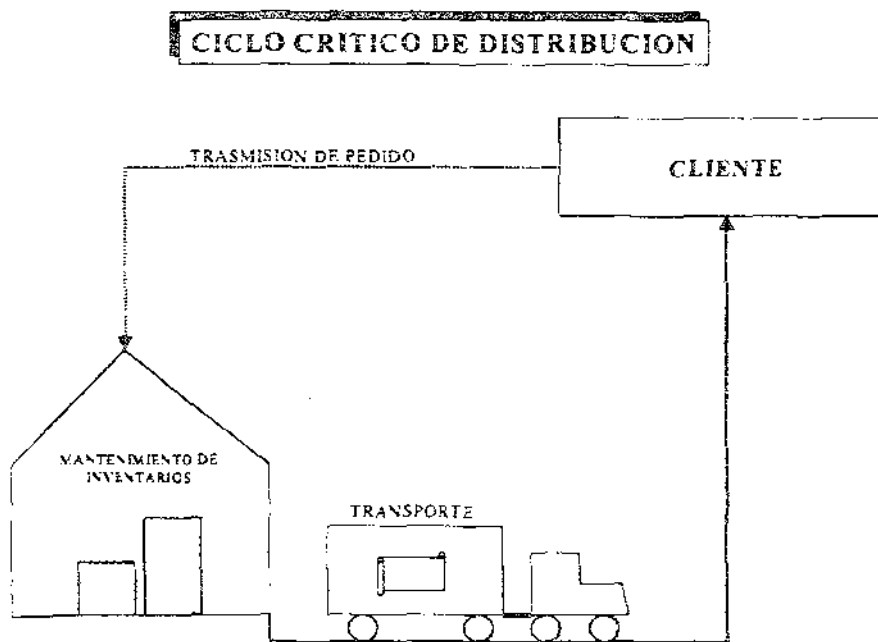 CICLO CRITICO DE DISTRIBUCION
TRASMISION DE PEDIDO
CLIENTE
MANTENIMIENTO DE
INVENTARIOS
TRANSPORTE